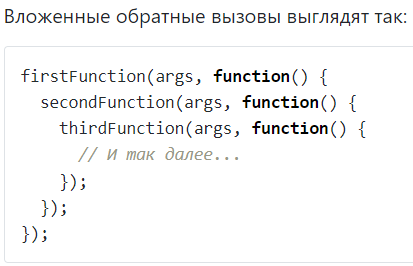 Вложенные обратные вызовы выглядят так:
firstFunction(args, function() {
  secondFunction(args, function() {
    thirdFunction(args, function() {
      // И так далее...
    });
  });
});